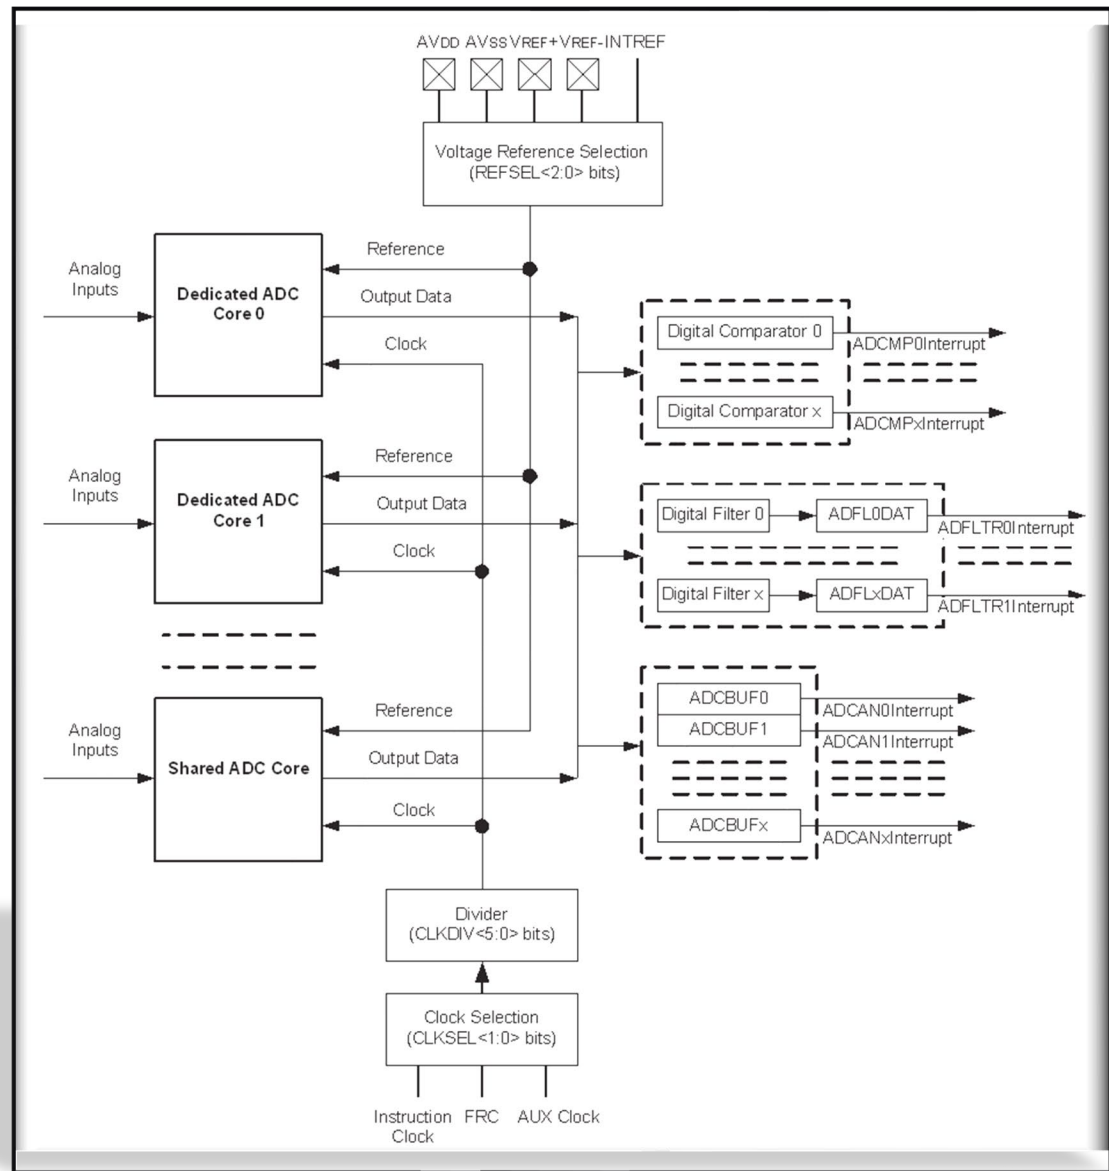 AVDD AVSS VREF+ VREF- INTREF
Voltage Reference Selection
(REFSEL<2:0> bits)
Analog
Inputs
Dedicated ADC
Core 0
Reference
Output Data
Clock
Digital Comparator 0
ADCMP0Interrupt
Digital Comparator x
ADCMPxInterrupt
Analog
Inputs
Dedicated ADC
Core 1
Reference
Output Data
Clock
Digital Filter 0
ADFL0DAT
ADFLTR0Interrupt
Digital Filter x
ADFLxDAT
ADFLTR1Interrupt
Analog
Inputs
Shared ADC Core
Reference
Output Data
Clock
ADCBUF0
ADCAN0Interrupt
ADCBUF1
ADCAN1Interrupt
ADCBUFx
ADCANxInterrupt
Divider
(CLKDIV<5:0> bits)
Clock Selection
(CLKSEL<1:0> bits)
Instruction
Clock
FRC
AUX Clock